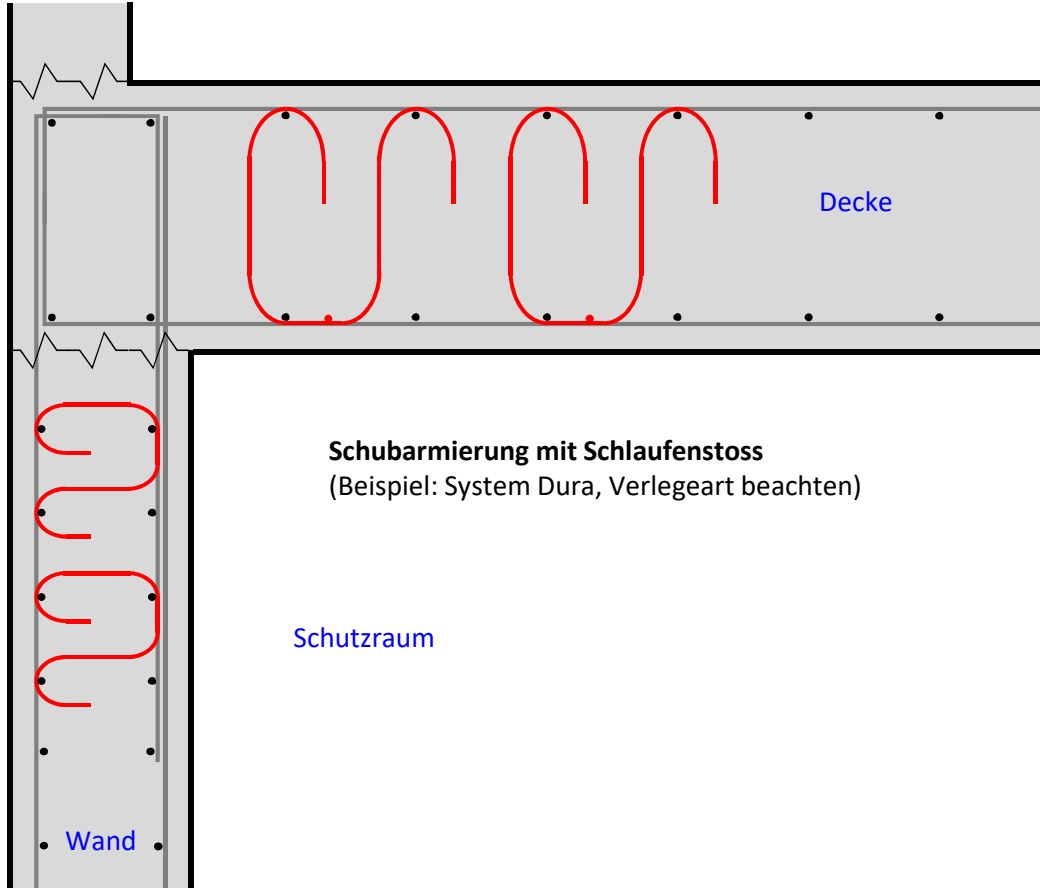 Decke
Schubarmierung mit Schlaufenstoss
(Beispiel: System Dura, Verlegeart beachten)
Schutzraum
Wand